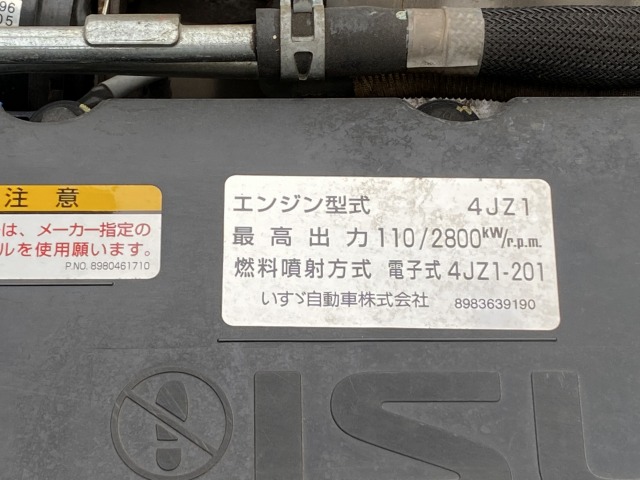 96
05
注意
は、メーカー指定の
ルを使用願います。
P.NO. 8980461710
エンジン型式 4JZ1
最高出力 110/2800kW/r.p.m.
燃料噴射方式 電子式 4JZ1-201
いすゞ自動車株式会社 8983639190
ISU